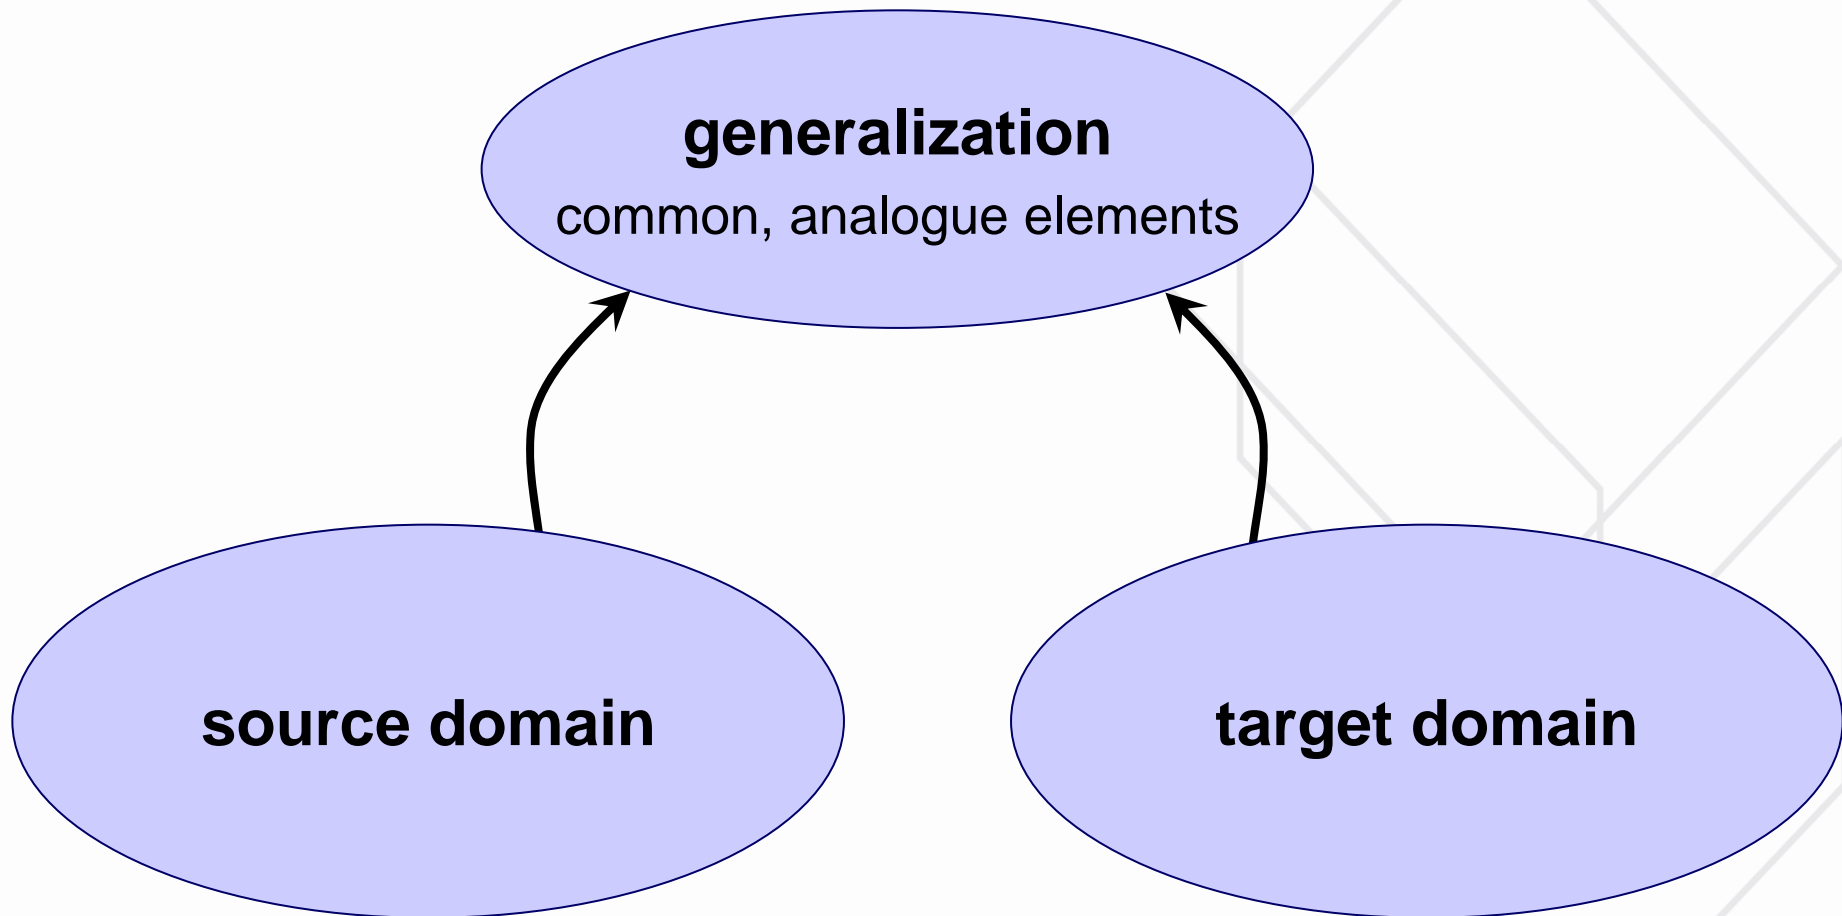 generalization
common, analogue elements
source domain
target domain